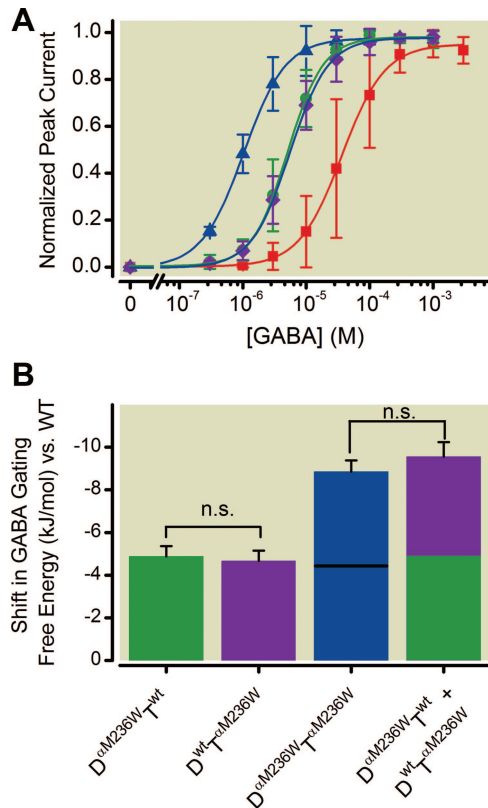 A
Normalized Peak Current
1.0
0.8
0.6
0.4
0.2
0.0
0 10⁻⁷ 10⁻⁶ 10⁻⁵ 10⁻⁴ 10⁻³
[GABA] (M)
B
Shift in GABA Gating
Free Energy (kJ/mol) vs. WT
-10
-8
-6
-4
-2
0
n.s.
n.s.
D^αM236W T^wt
D^wt T^αM236W
D^αM236W T^αM236W
D^αM236W T^wt +
D^wt T^αM236W